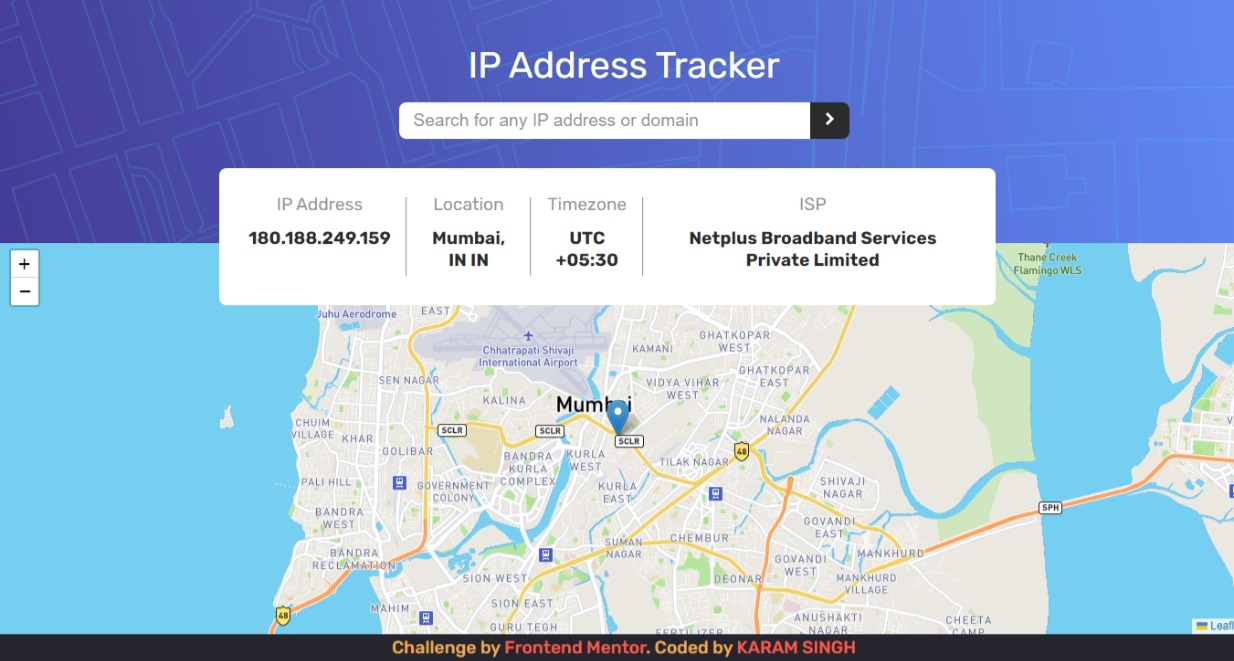 IP Address Tracker
Search for any IP address or domain
IP Address
180.188.249.159
Location
Mumbai,
IN IN
Timezone
UTC
+05:30
ISP
Netplus Broadband Services
Private Limited
+
−
Thane Creek
Flamingo WLS
Juhu Aerodrome
EAST
Chhatrapati Shivaji
International Airport
KAMANI
GHATKOPAR
WEST
GHATKOPAR
EAST
SEN NAGAR
VIDYA VIHAR
WEST
KALINA
NALANDA
NAGAR
CHUIM
VILLAGE
KHAR
SCLR
SCLR
SCLR
GOLIBAR
48
BANDRA
KURLA
COMPLEX
KURLA
WEST
TILAK NAGAR
PALI HILL
GOVERNMENT
COLONY
KURLA
EAST
SHIVAJI
NAGAR
SPH
BANDRA
WEST
GOVANDI
EAST
SUMAN
NAGAR
CHEMBUR
BANDRA
RECLAMATION
GOVANDI
WEST
MANKHURD
SION WEST
DEONAR
MANKHURD
VILLAGE
48
MAHIM
SION EAST
GURU TEGH
ANUSHAKTI
NAGAR
CHEETA
CAMP
FERTILIZER
Challenge by Frontend Mentor. Coded by KARAM SINGH